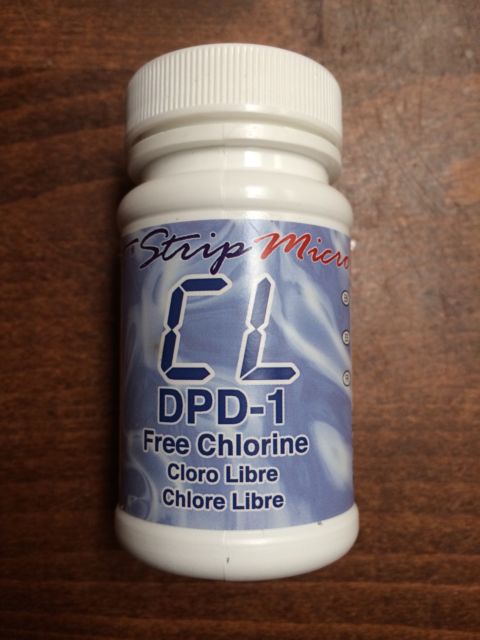 Strip Micro
CL
DPD-1
Free Chlorine
Cloro Libre
Chlore Libre